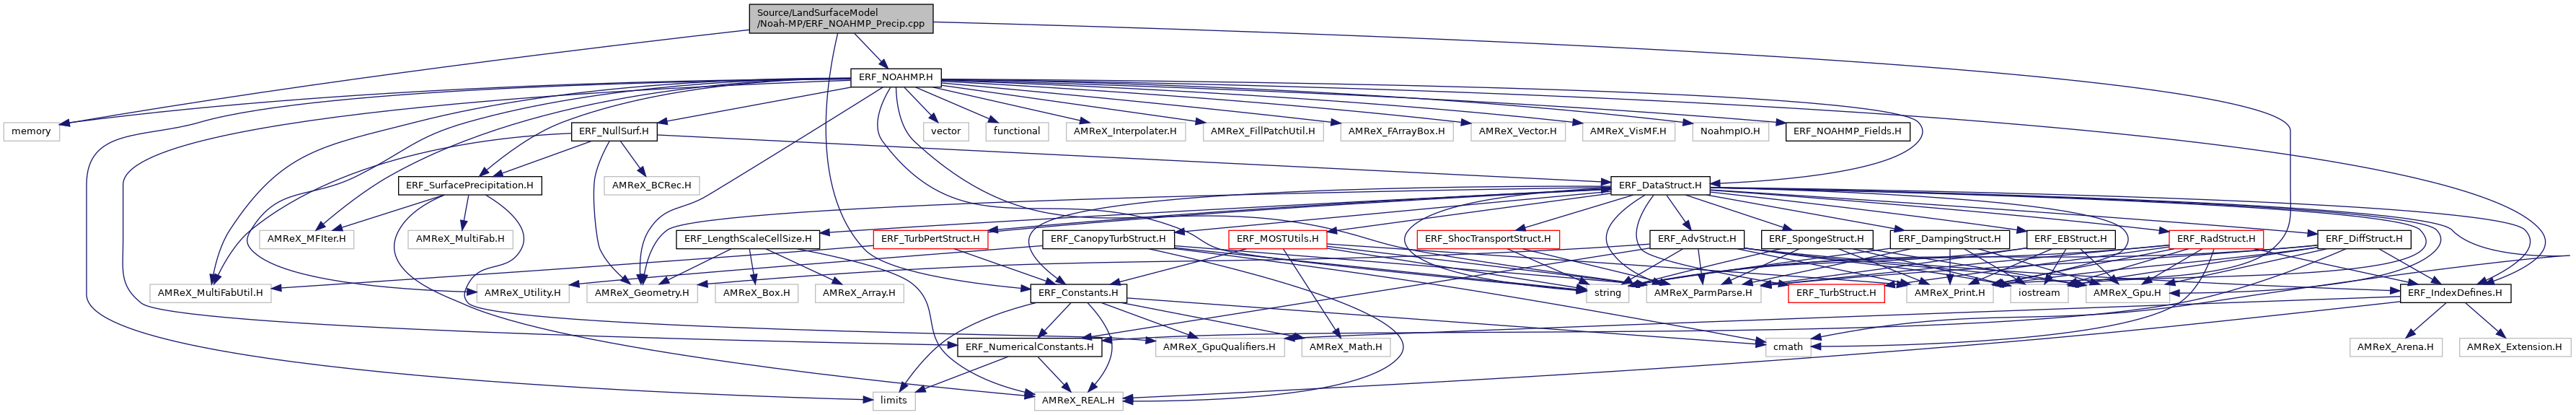 Source/LandSurfaceModel
/Noah-MP/ERF_NOAHMP_Precip.cpp
ERF_NOAHMP.H
memory
ERF_NullSurf.H
vector
functional
AMReX_Interpolater.H
AMReX_FillPatchUtil.H
AMReX_FArrayBox.H
AMReX_Vector.H
AMReX_VisMF.H
NoahmpIO.H
ERF_NOAHMP_Fields.H
ERF_SurfacePrecipitation.H
AMReX_BCRec.H
ERF_DataStruct.H
AMReX_MFIter.H
AMReX_MultiFab.H
ERF_LengthScaleCellSize.H
ERF_TurbPertStruct.H
ERF_CanopyTurbStruct.H
ERF_MOSTUtils.H
ERF_ShocTransportStruct.H
ERF_AdvStruct.H
ERF_SpongeStruct.H
ERF_DampingStruct.H
ERF_EBStruct.H
ERF_RadStruct.H
ERF_DiffStruct.H
AMReX_MultiFabUtil.H
AMReX_Utility.H
AMReX_Geometry.H
AMReX_Box.H
AMReX_Array.H
ERF_Constants.H
string
AMReX_ParmParse.H
ERF_TurbStruct.H
AMReX_Print.H
iostream
AMReX_Gpu.H
ERF_IndexDefines.H
ERF_NumericalConstants.H
AMReX_GpuQualifiers.H
AMReX_Math.H
cmath
AMReX_Arena.H
AMReX_Extension.H
limits
AMReX_REAL.H